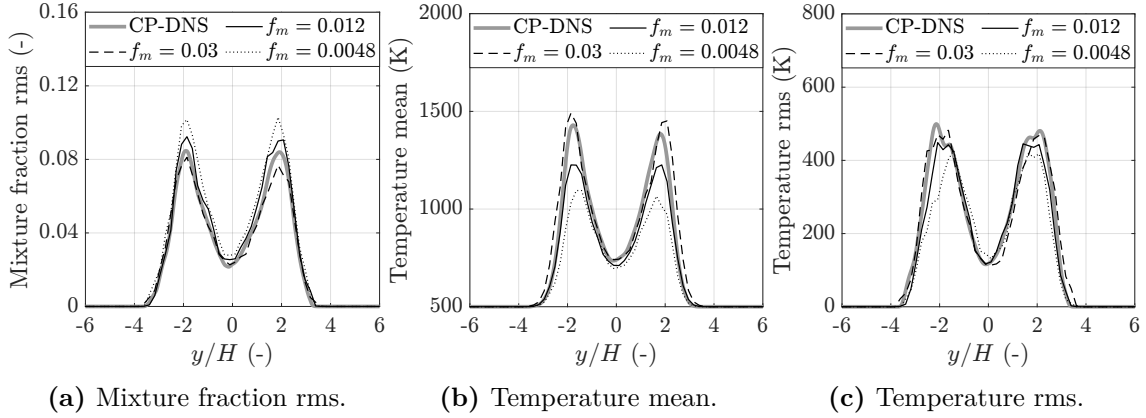 CP-DNS f_m = 0.012
f_m = 0.03 f_m = 0.0048
Mixture fraction rms (-)
0.16
0.12
0.08
0.04
0
-6 -4 -2 0 2 4 6
y/H (-)
(a) Mixture fraction rms.
CP-DNS f_m = 0.012
f_m = 0.03 f_m = 0.0048
Temperature mean (K)
2000
1500
1000
500
-6 -4 -2 0 2 4 6
y/H (-)
(b) Temperature mean.
CP-DNS f_m = 0.012
f_m = 0.03 f_m = 0.0048
Temperature rms (K)
800
600
400
200
0
-6 -4 -2 0 2 4 6
y/H (-)
(c) Temperature rms.